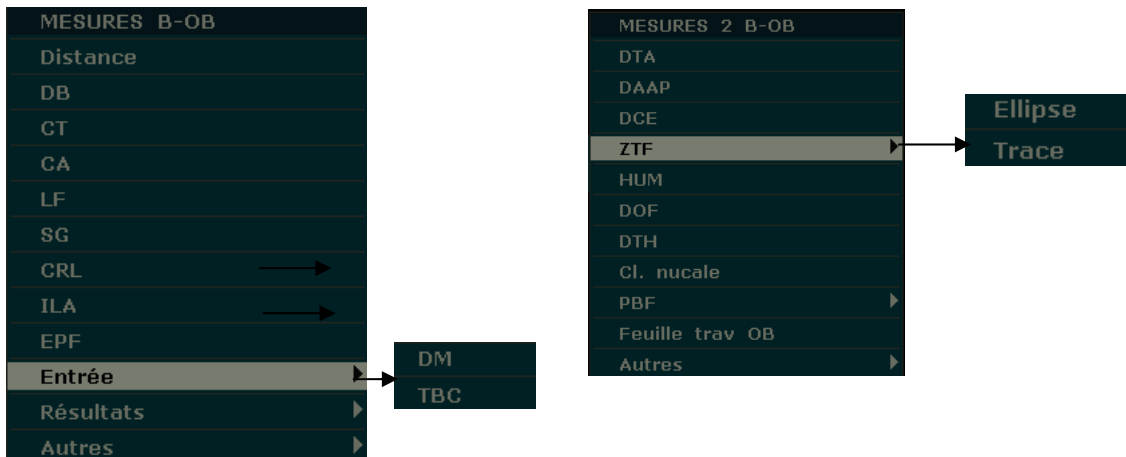 MESURES B-OB
Distance
DB
CT
CA
LF
SG
CRL
ILA
EPF
Entrée
Résultats
Autres
DM
TBC
MESURES 2 B-OB
DTA
DAAP
DCE
ZTF
HUM
DOF
DTH
Cl. nucale
PBF
Feuille trav OB
Autres
Ellipse
Trace